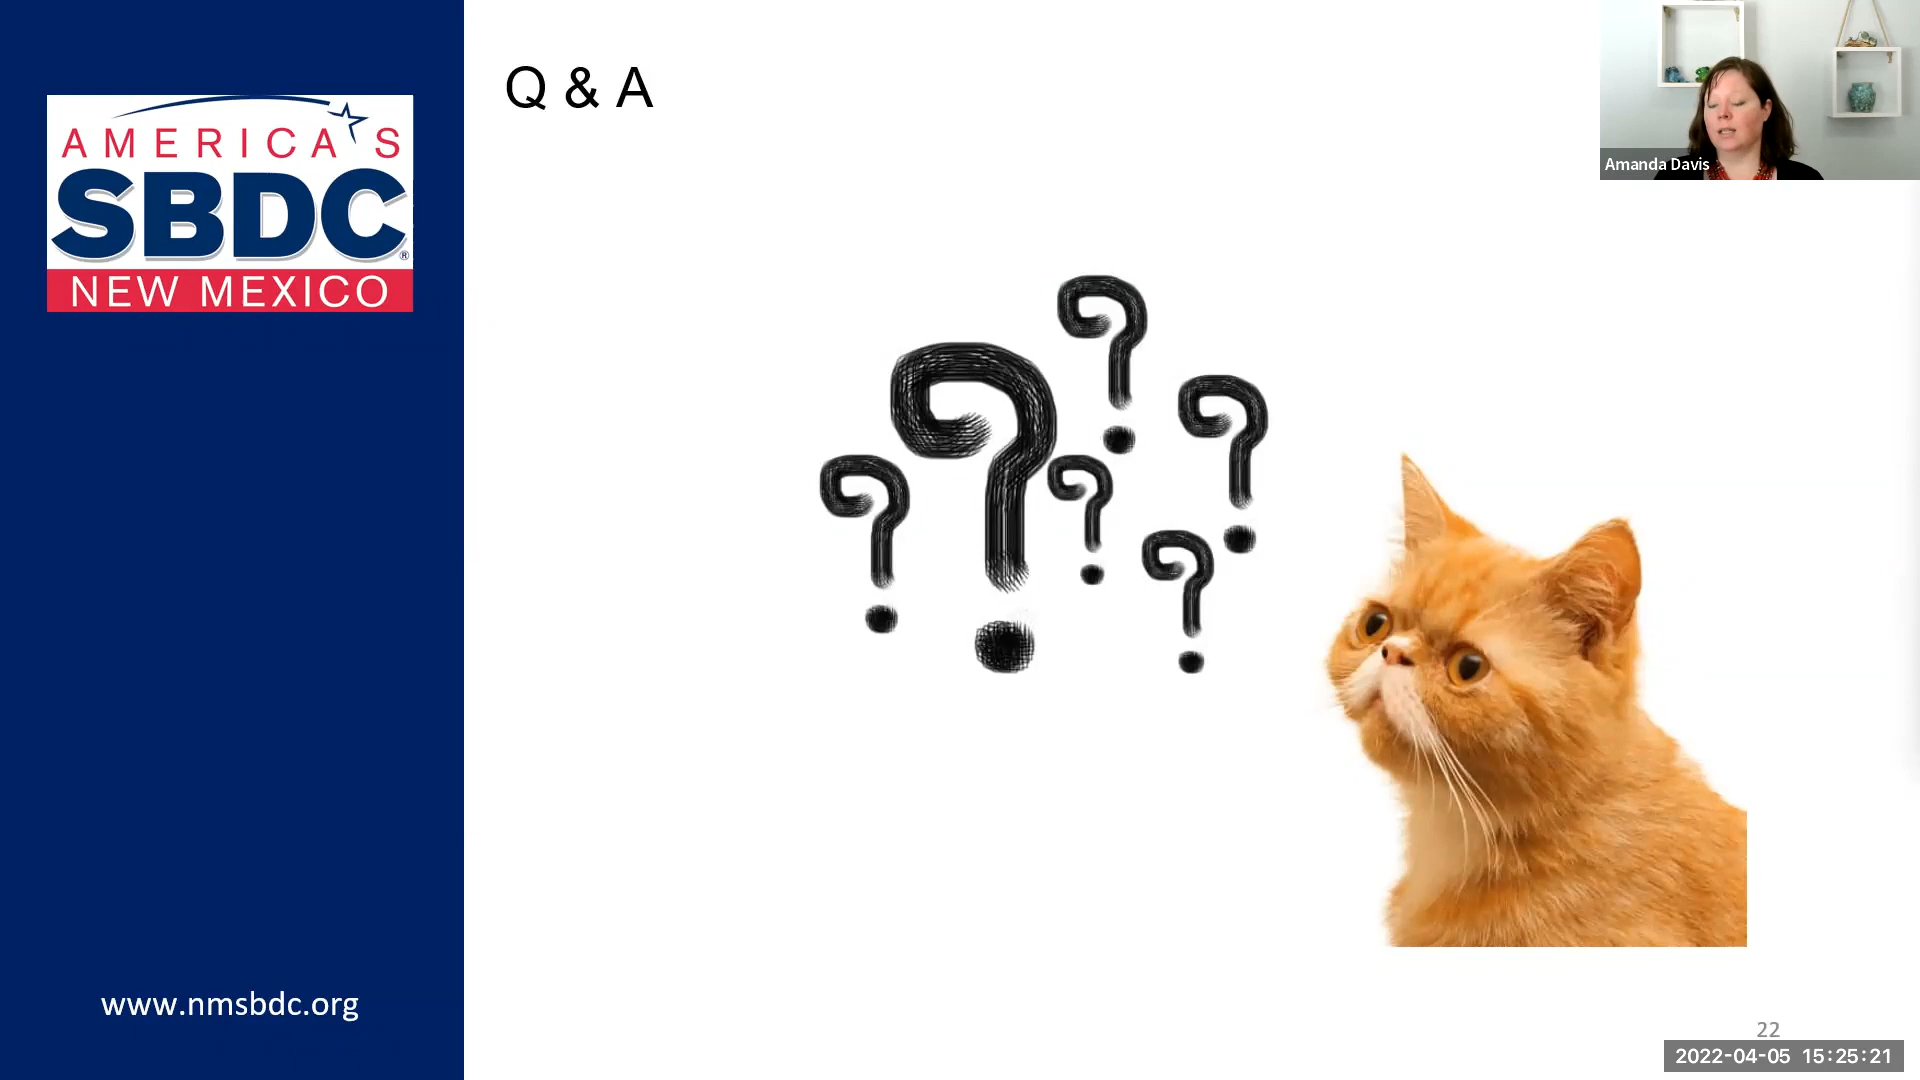 Q & A
AMERICA'S
SBDC®
NEW MEXICO
www.nmsbdc.org
Amanda Davis
? ? ? ? ? ?
22
2022-04-05 15:25:21